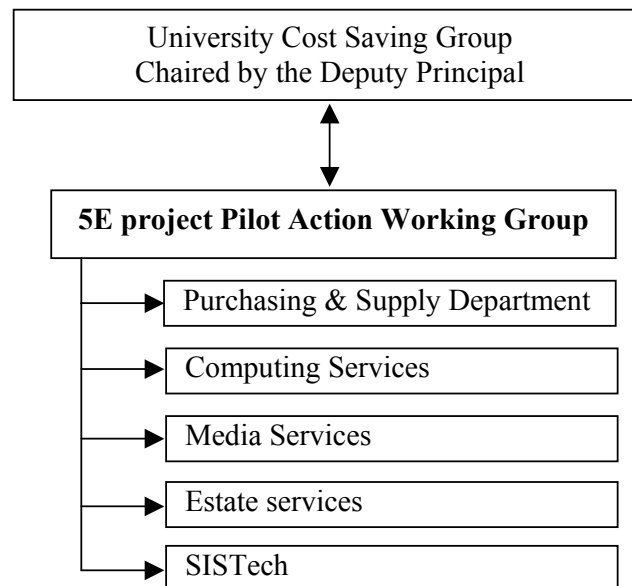 University Cost Saving Group
Chaired by the Deputy Principal
5E project Pilot Action Working Group
Purchasing & Supply Department
Computing Services
Media Services
Estate services
SISTech